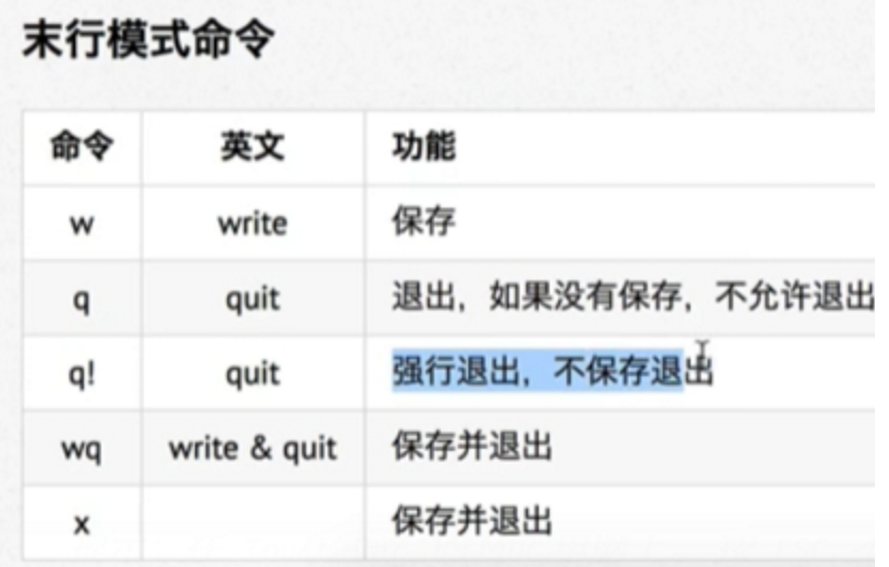 末行模式命令
命令 英文 功能
w write 保存
q quit 退出，如果没有保存，不允许退出
q! quit 强行退出，不保存退出
wq write & quit 保存并退出
x 保存并退出